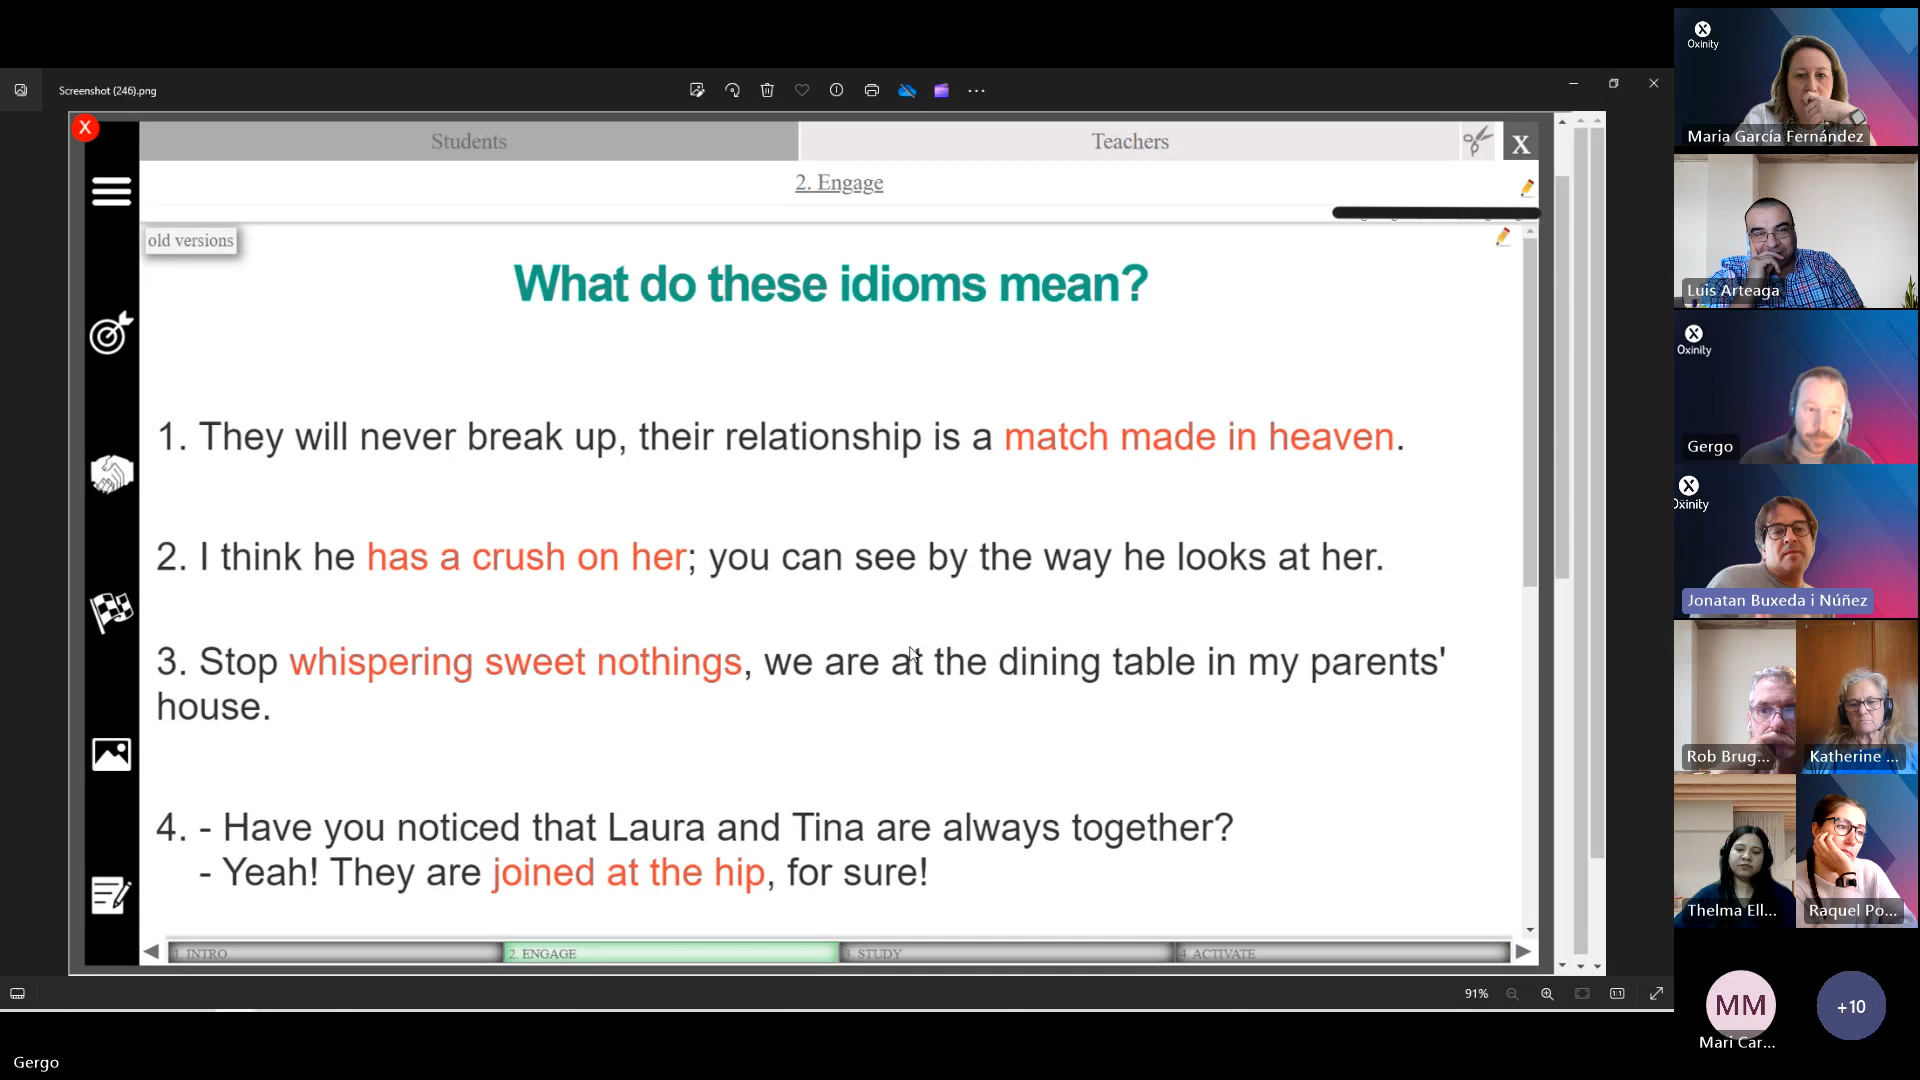 Screenshot (246).png
X
Students
Teachers
X
2. Engage
old versions
What do these idioms mean?
1. They will never break up, their relationship is a match made in heaven.
2. I think he has a crush on her; you can see by the way he looks at her.
3. Stop whispering sweet nothings, we are at the dining table in my parents'
house.
4. - Have you noticed that Laura and Tina are always together?
- Yeah! They are joined at the hip, for sure!
1. INTRO
2. ENGAGE
3. STUDY
4. ACTIVATE
91%
1:1
Gergo
Oxinity
Maria García Fernández
Luis Arteaga
Oxinity
Gergo
Oxinity
Jonatan Buxeda i Núñez
Rob Brug...
Katherine ...
Thelma Ell...
Raquel Po...
MM
Mari Car...
+10